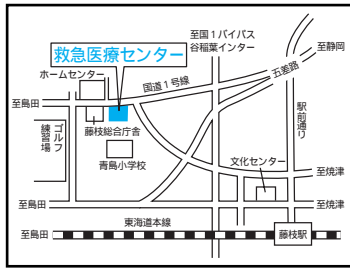 至国１バイパス
谷稲葉インター
至静岡
救急医療センター
五差路
ホームセンター
国道１号線
駅前通り
至島田
ゴルフ
練習場
藤枝総合庁舎
青島小学校
文化センター
至焼津
至島田
至焼津
東海道本線
至島田
藤枝駅